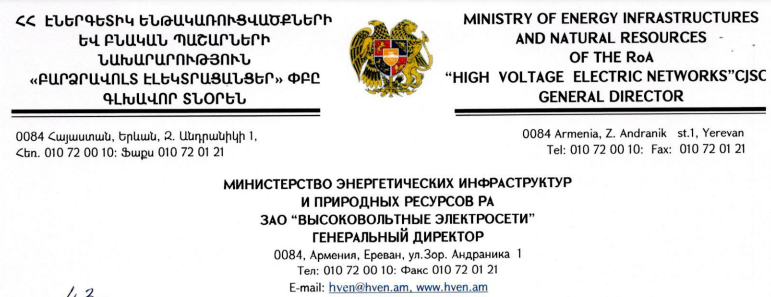 ՀՀ ԷՆԵՐԳԵՏԻԿ ԵՆԹԱԿԱՌՈՒՑՎԱԾՔՆԵՐԻ
ԵՎ ԲՆԱԿԱՆ ՊԱՇԱՐՆԵՐԻ
ՆԱԽԱՐԱՐՈՒԹՅՈՒՆ
«ԲԱՐՁՐԱՎՈԼՏ ԷԼԵԿՏՐԱՑԱՆՑԵՐ» ՓԲԸ
ԳԼԽԱՎՈՐ ՏՆՕՐԵՆ
0084 Հայաստան, Երևան, Զ. Անդրանիկի 1,
Հեռ. 010 72 00 10: Ֆաքս 010 72 01 21
MINISTRY OF ENERGY INFRASTRUCTURES
AND NATURAL RESOURCES
OF THE RoA
“HIGH VOLTAGE ELECTRIC NETWORKS”CJSC
GENERAL DIRECTOR
0084 Armenia, Z. Andranik st.1, Yerevan
Tel: 010 72 00 10: Fax: 010 72 01 21
МИНИСТЕРСТВО ЭНЕРГЕТИЧЕСКИХ ИНФРАСТРУКТУР
И ПРИРОДНЫХ РЕСУРСОВ РА
ЗАО “ВЫСОКОВОЛЬТНЫЕ ЭЛЕКТРОСЕТИ”
ГЕНЕРАЛЬНЫЙ ДИРЕКТОР
0084, Армения, Ереван, ул.Зор. Андраника 1
Тел: 010 72 00 10: Факс 010 72 01 21
E-mail: hven@hven.am, www.hven.am